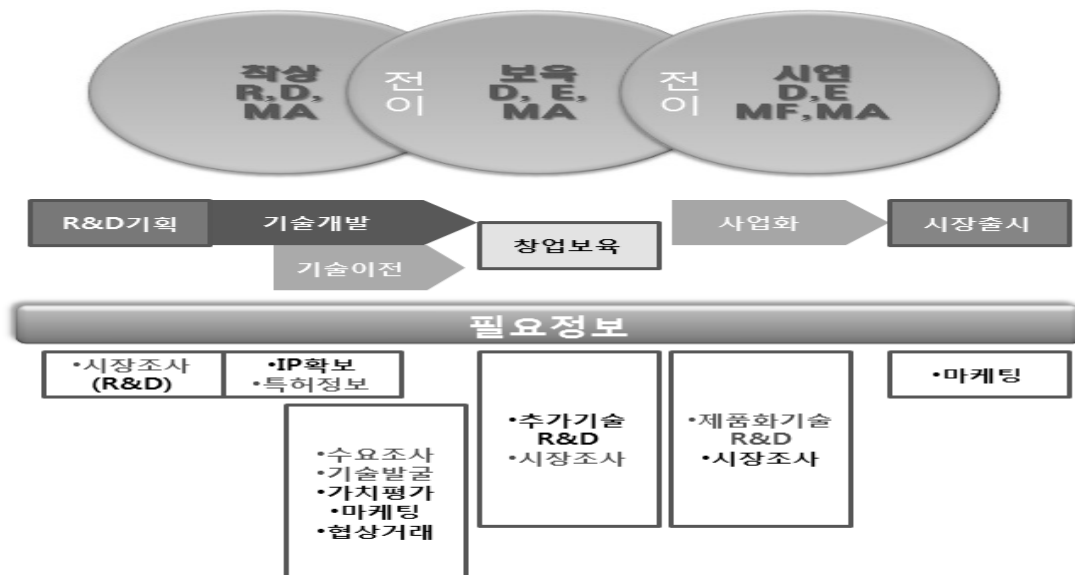 착상
R,D,
MA
전
이
보육
D, E,
MA
전
이
시연
D,E
MF,MA
R&D기획
기술개발
기술이전
창업보육
사업화
시장출시
필요정보
•시장조사
(R&D)
•IP확보
•특허정보
•수요조사
•기술발굴
•가치평가
•마케팅
•협상거래
•추가기술
R&D
•시장조사
•제품화기술
R&D
•시장조사
•마케팅